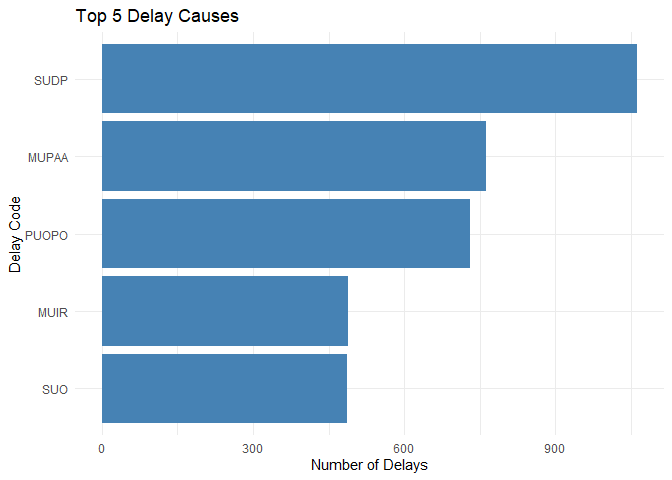 Top 5 Delay Causes
Delay Code
SUDP
MUPAA
PUOPO
MUIR
SUO
0 300 600 900
Number of Delays